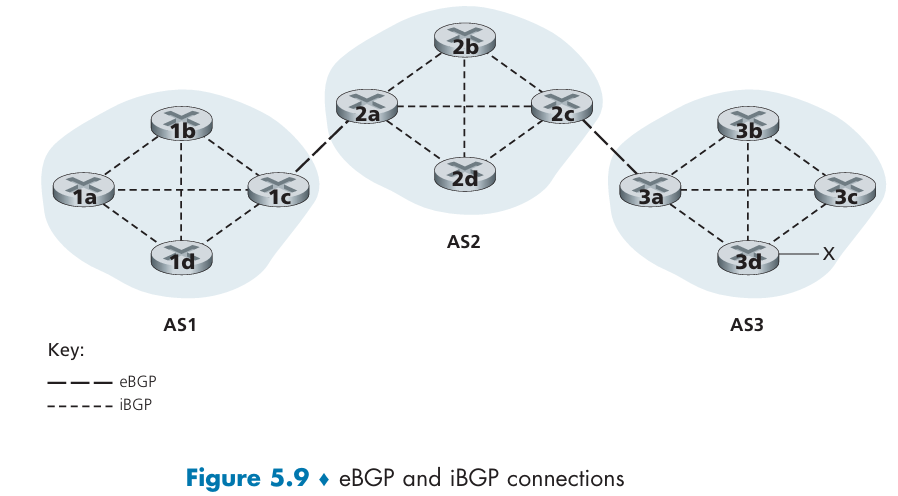 2b
2a
2c
2d
AS2
1b
1a
1c
1d
AS1
3b
3a
3c
3d
X
AS3
Key:
eBGP
iBGP
Figure 5.9 ♦ eBGP and iBGP connections